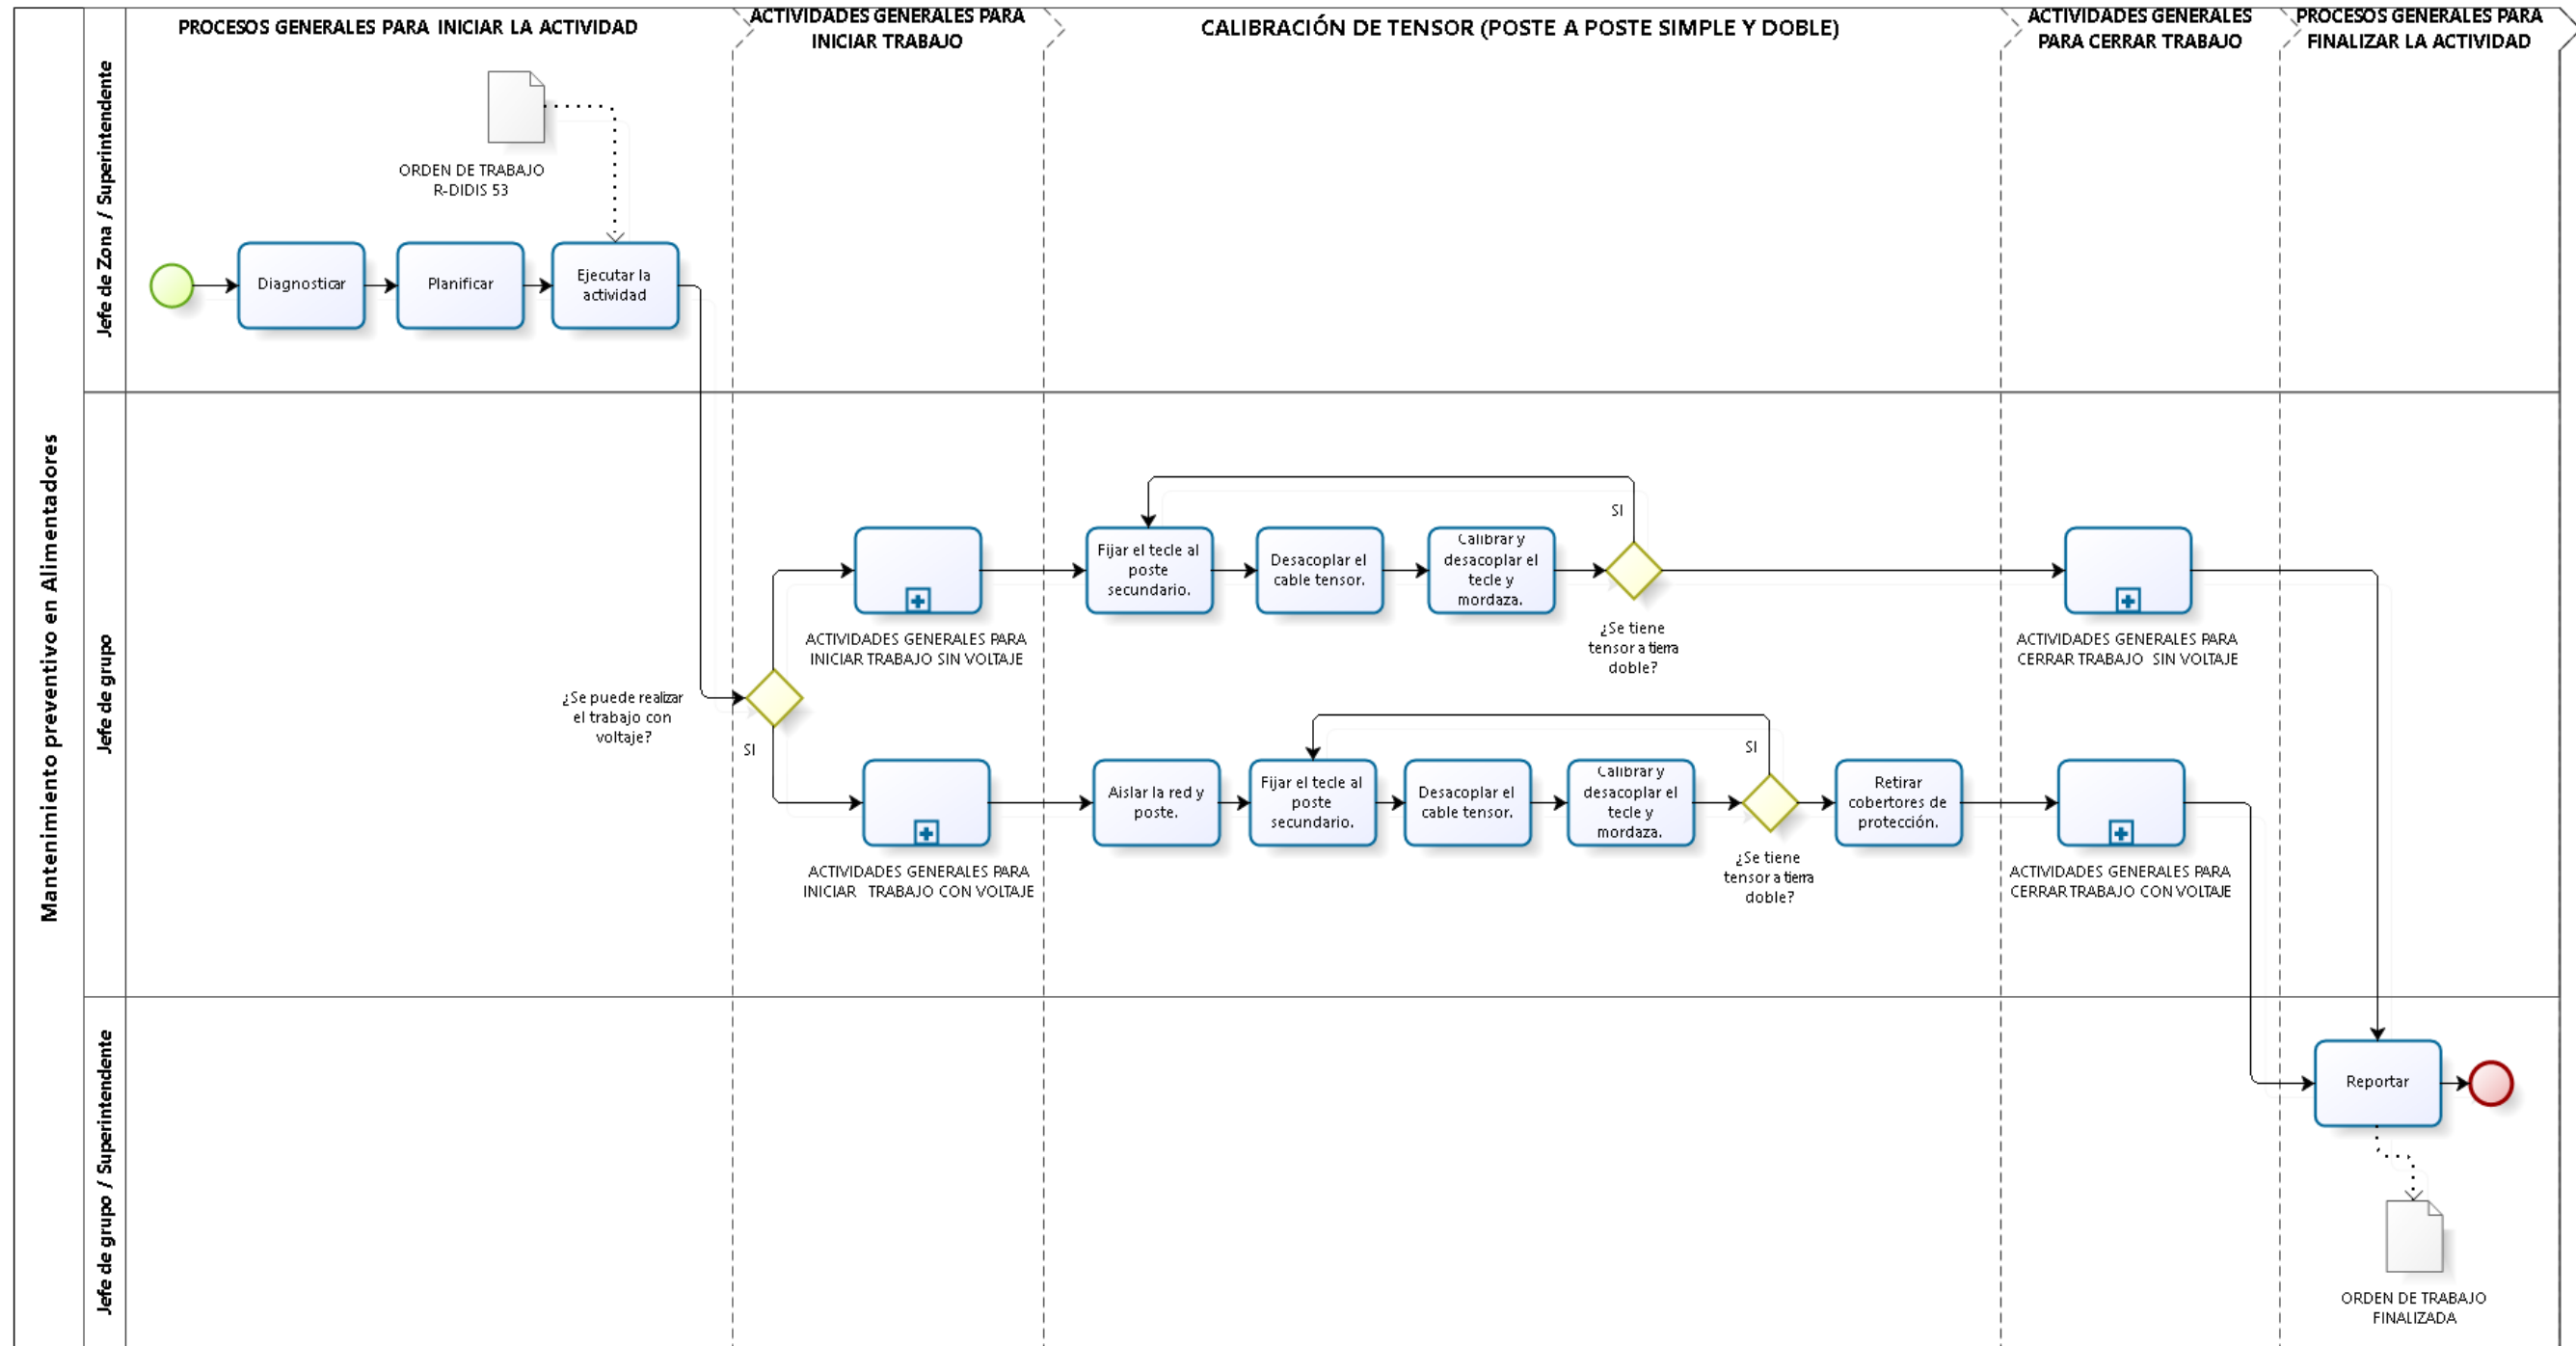 PROCESOS GENERALES PARA INICIAR LA ACTIVIDAD
ACTIVIDADES GENERALES PARA
INICIAR TRABAJO
CALIBRACIÓN DE TENSOR (POSTE A POSTE SIMPLE Y DOBLE)
ACTIVIDADES GENERALES
PARA CERRAR TRABAJO
PROCESOS GENERALES PARA
FINALIZAR LA ACTIVIDAD
Mantenimiento preventivo en Alimentadores
Jefe de Zona / Superintendente
ORDEN DE TRABAJO
R-DIDIS 53
Diagnosticar
Planificar
Ejecutar la
actividad
Jefe de grupo
¿Se puede realizar
el trabajo con
voltaje?
SI
ACTIVIDADES GENERALES PARA
INICIAR TRABAJO SIN VOLTAJE
Fijar el tecle al
poste
secundario.
Desacoplar el
cable tensor.
Calibrar y
desacoplar el
tecle y
mordaza.
SI
¿Se tiene
tensor a tierra
doble?
ACTIVIDADES GENERALES PARA
CERRAR TRABAJO SIN VOLTAJE
ACTIVIDADES GENERALES PARA
INICIAR TRABAJO CON VOLTAJE
Aislar la red y
poste.
Fijar el tecle al
poste
secundario.
Desacoplar el
cable tensor.
Calibrar y
desacoplar el
tecle y
mordaza.
SI
¿Se tiene
tensor a tierra
doble?
Retirar
cobertores de
protección.
ACTIVIDADES GENERALES PARA
CERRAR TRABAJO CON VOLTAJE
Jefe de grupo / Superintendente
Reportar
ORDEN DE TRABAJO
FINALIZADA